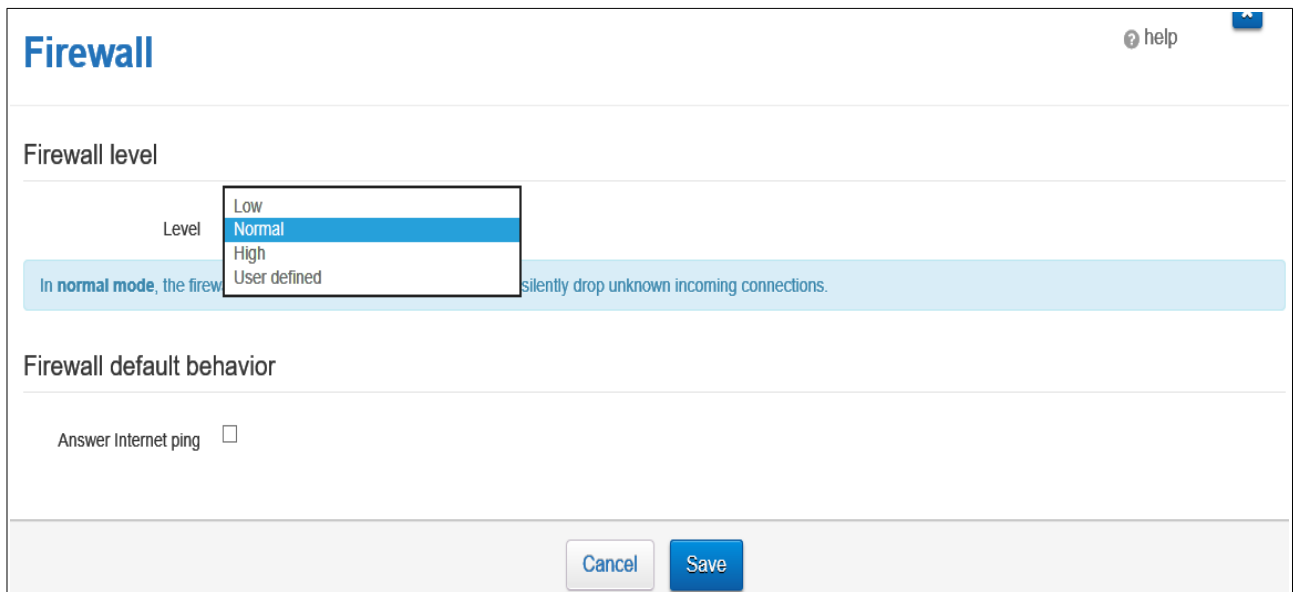 Firewall
help
Firewall level
Level
Low
Normal
High
User defined
In normal mode, the firew silently drop unknown incoming connections.
Firewall default behavior
Answer Internet ping
Cancel
Save